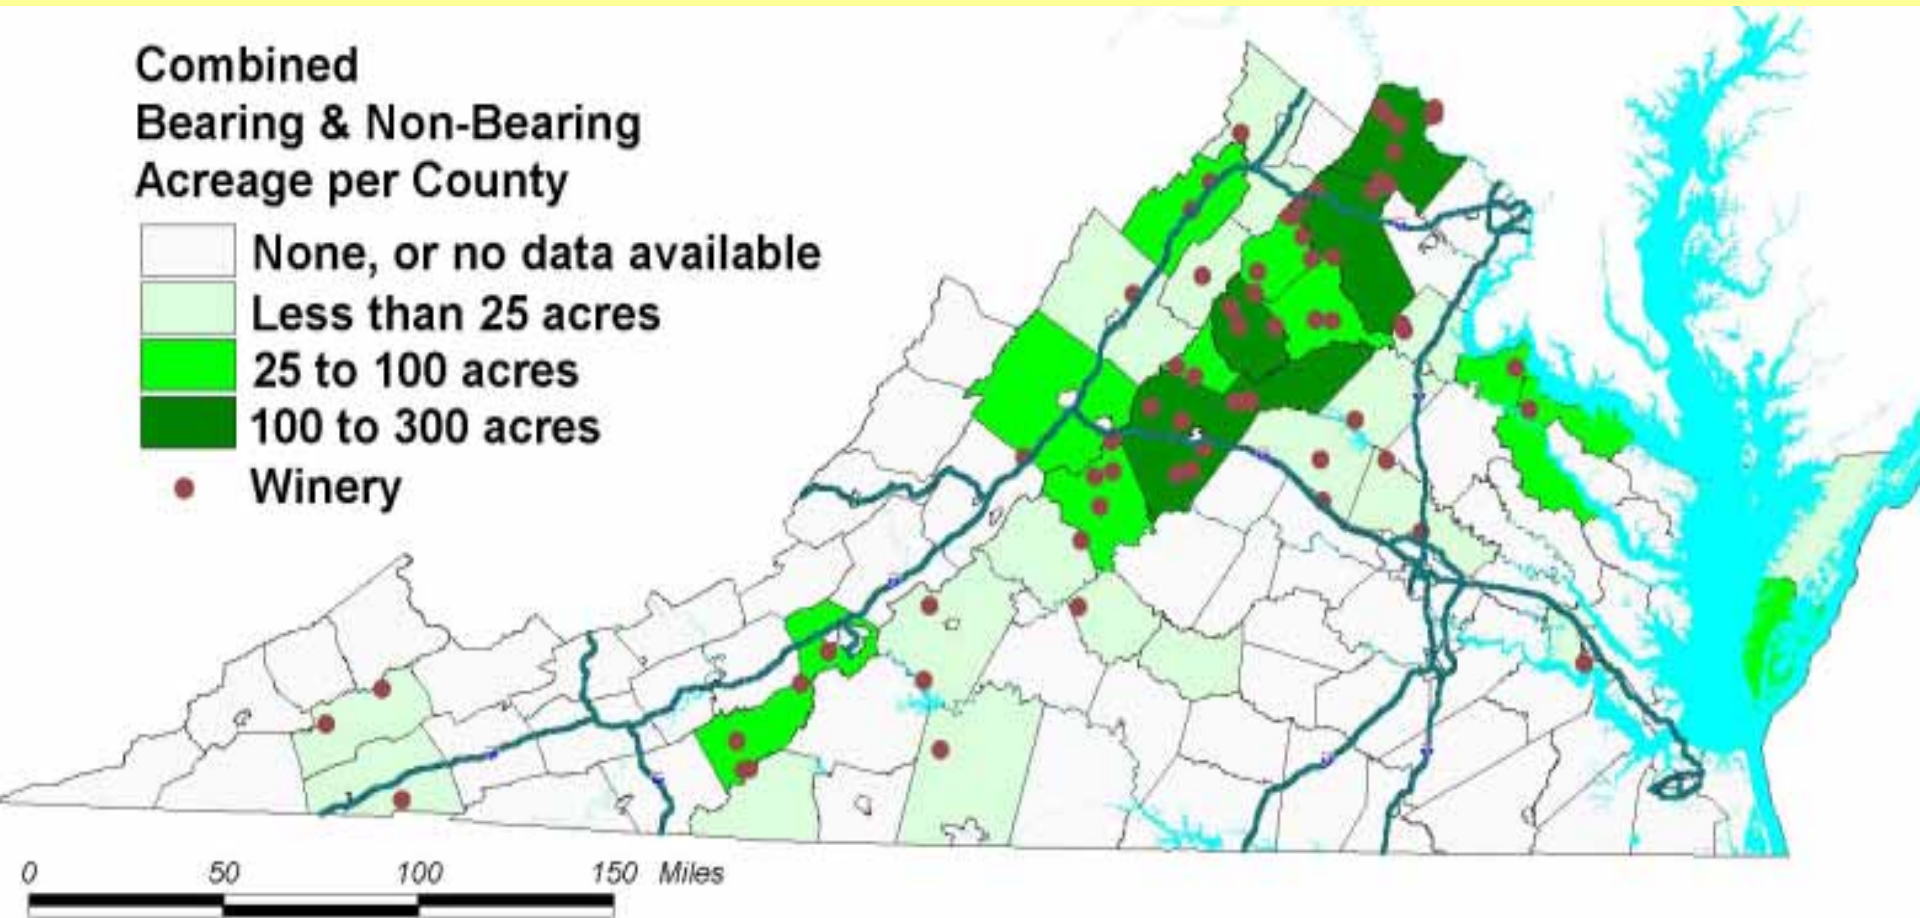 Combined
Bearing & Non-Bearing
Acreage per County
None, or no data available
Less than 25 acres
25 to 100 acres
100 to 300 acres
Winery
0 50 100 150 Miles